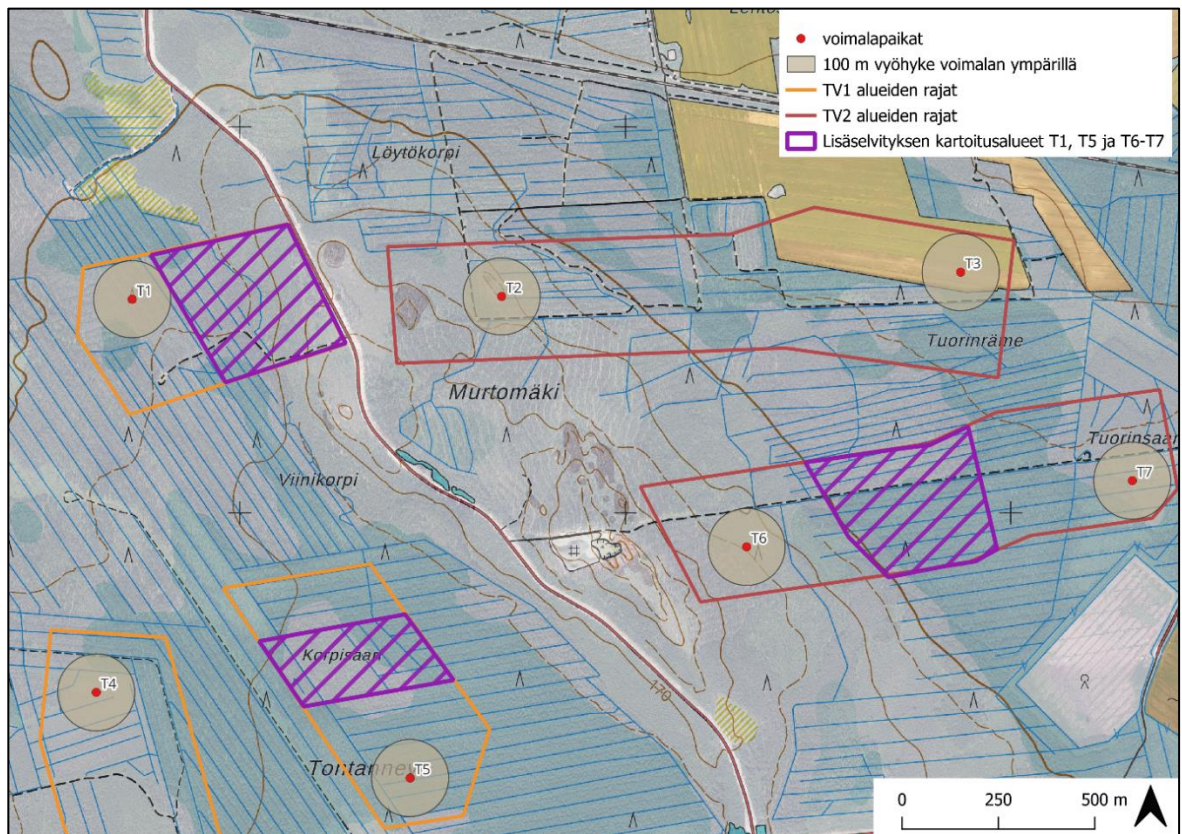 voimalapaikat
100 m vyöhyke voimalan ympärillä
TV1 alueiden rajat
TV2 alueiden rajat
Lisäselvityksen kartoitusalueet T1, T5 ja T6-T7
Löytökorpi
T1
T2
T3
Tuorinräme
Murtomäki
Tuorinsaari
Viinikorpi
T7
T6
Korpisaari
170
T4
Tontanneva
T5
0 250 500 m